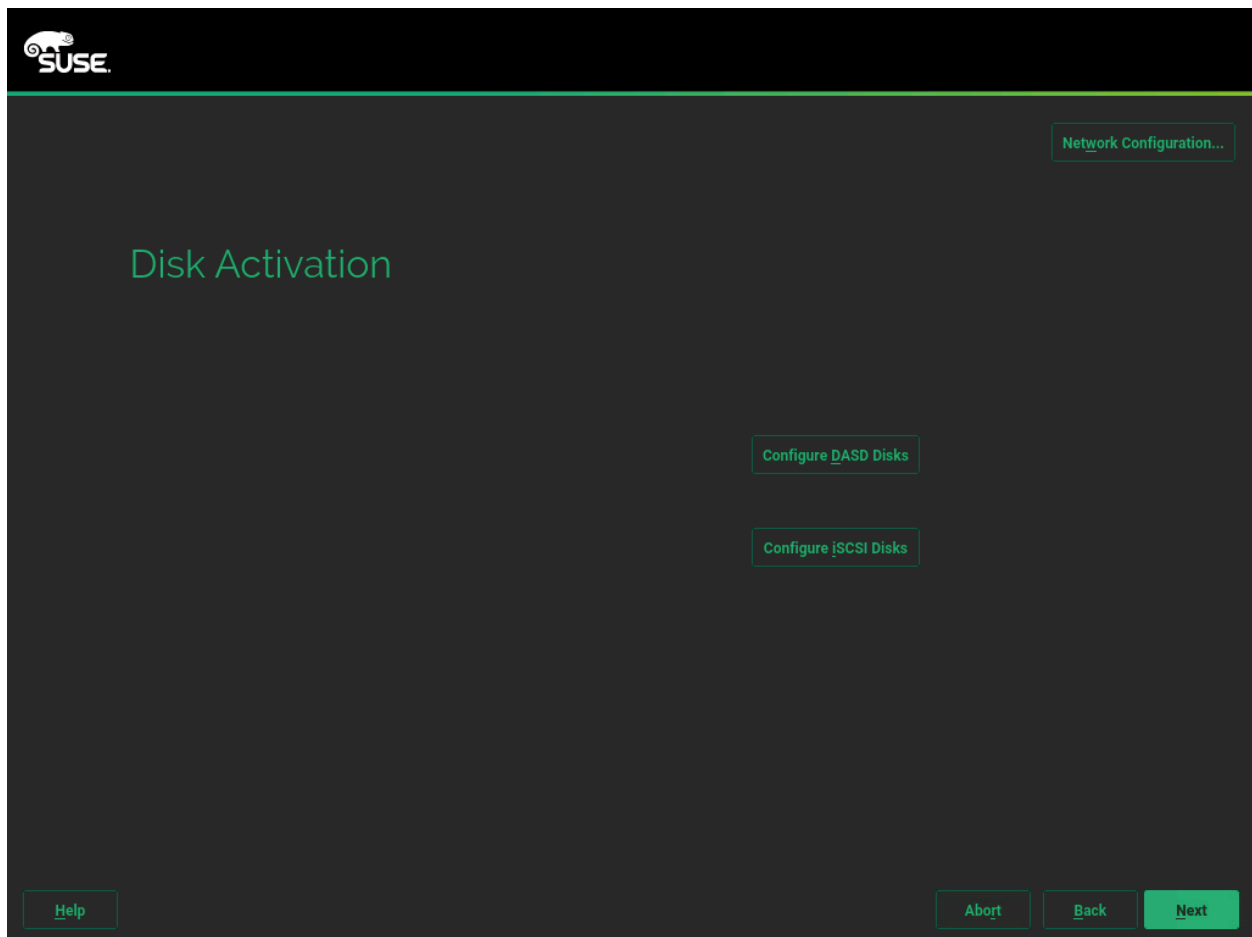 SUSE.
Network Configuration...
Disk Activation
Configure DASD Disks
Configure iSCSI Disks
Help
Abort
Back
Next